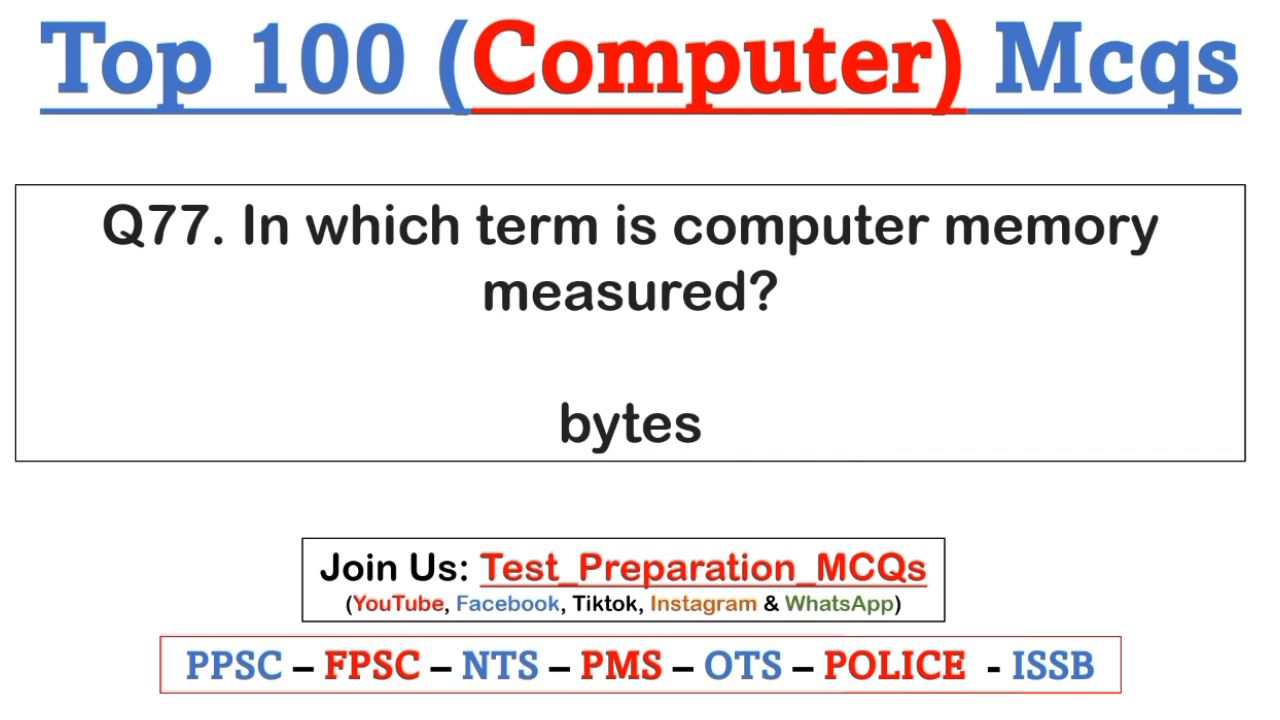 Top 100 (Computer) Mcqs
Q77. In which term is computer memory
measured?
bytes
Join Us: Test_Preparation_MCQs
(YouTube, Facebook, Tiktok, Instagram & WhatsApp)
PPSC – FPSC – NTS – PMS – OTS – POLICE - ISSB